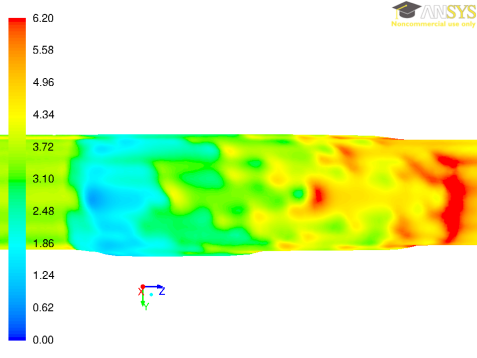 6.20
5.58
4.96
4.34
3.72
3.10
2.48
1.86
1.24
0.62
0.00
ANSYS
Noncommercial use only
X
Z
Y